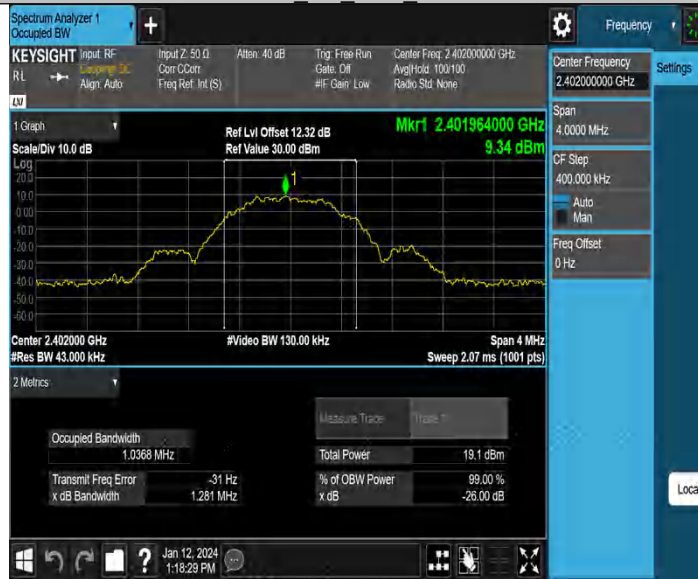 Spectrum Analyzer 1
Occupied BW
+
Frequency
KEYSIGHT Input: RF
RL
Coupling: DC
Align: Auto
LXI
Input Z: 50 Ω
Corr CCorr
Freq Ref: Int (S)
Atten: 40 dB
Trig: Free Run
Gate: Off
#IF Gain: Low
Center Freq: 2.402000000 GHz
Avg|Hold: 100/100
Radio Std: None
Center Frequency
2.402000000 GHz
Settings
Span
4.0000 MHz
CF Step
400.000 kHz
Auto
Man
Freq Offset
0 Hz
1 Graph
Scale/Div 10.0 dB
Ref Lvl Offset 12.32 dB
Ref Value 30.00 dBm
Mkr1 2.401964000 GHz
9.34 dBm
Log
20.0
10.0
0.00
-10.0
-20.0
-30.0
-40.0
-50.0
-60.0
1
Center 2.402000 GHz
#Res BW 43.000 kHz
#Video BW 130.00 kHz
Span 4 MHz
Sweep 2.07 ms (1001 pts)
2 Metrics
Measure Trace
Trace 1
Occupied Bandwidth
1.0368 MHz
Total Power
19.1 dBm
Transmit Freq Error
-31 Hz
% of OBW Power
99.00 %
x dB Bandwidth
1.281 MHz
x dB
-26.00 dB
Loca
?
Jan 12, 2024
1:18:29 PM